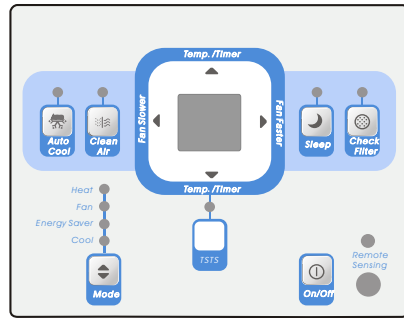 Temp./Timer
Fan Slower
Fan Faster
Auto
Cool
Clean
Air
Sleep
Check
Filter
Temp./Timer
Heat
Fan
Energy Saver
Cool
Mode
TSTS
On/Off
Remote
Sensing